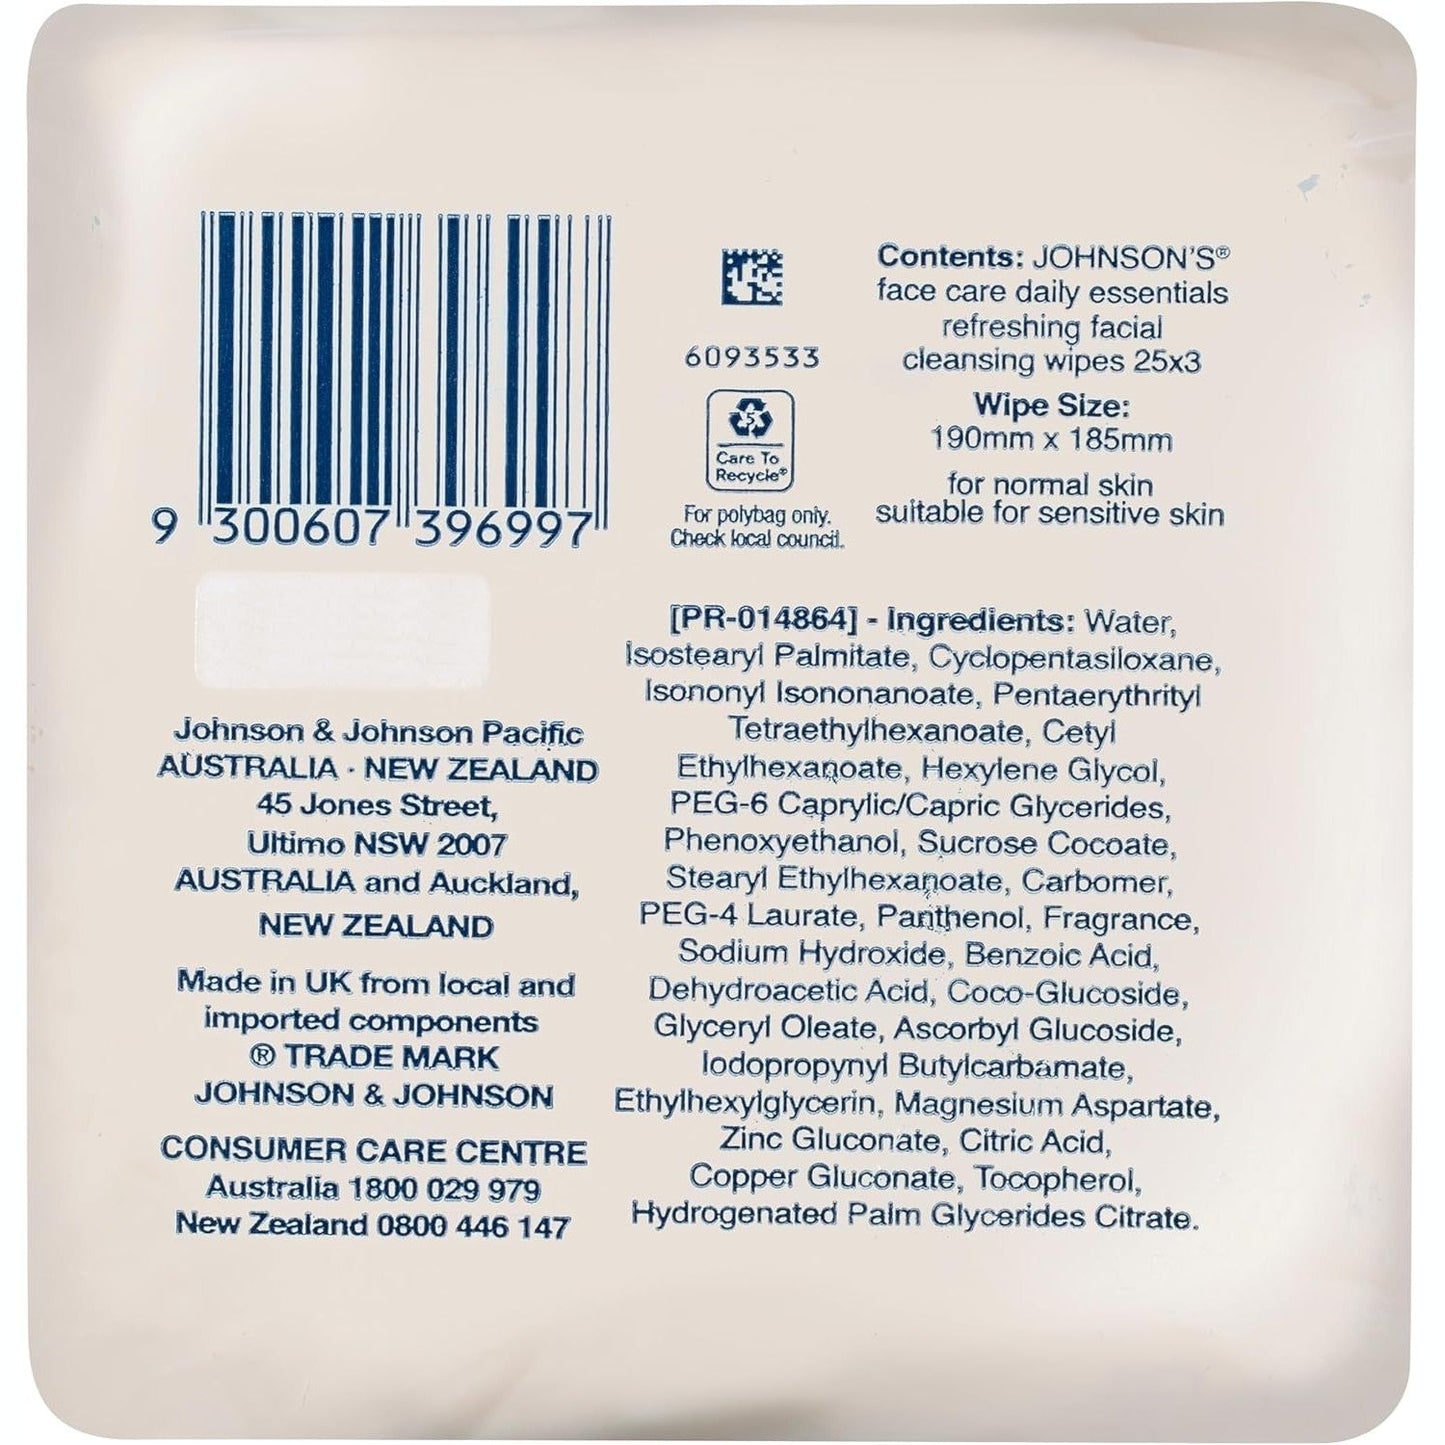 9 300607 396997
6093533
5
Care To
Recycle®
For polybag only.
Check local council.
Contents: JOHNSON'S®
face care daily essentials
refreshing facial
cleansing wipes 25x3
Wipe Size:
190mm x 185mm
for normal skin
suitable for sensitive skin
[PR-014864] - Ingredients: Water,
Isostearyl Palmitate, Cyclopentasiloxane,
Isononyl Isononanoate, Pentaerythrityl
Tetraethylhexanoate, Cetyl
Ethylhexanoate, Hexylene Glycol,
PEG-6 Caprylic/Capric Glycerides,
Phenoxyethanol, Sucrose Cocoate,
Stearyl Ethylhexanoate, Carbomer,
PEG-4 Laurate, Panthenol, Fragrance,
Sodium Hydroxide, Benzoic Acid,
Dehydroacetic Acid, Coco-Glucoside,
Glyceryl Oleate, Ascorbyl Glucoside,
Iodopropynyl Butylcarbamate,
Ethylhexylglycerin, Magnesium Aspartate,
Zinc Gluconate, Citric Acid,
Copper Gluconate, Tocopherol,
Hydrogenated Palm Glycerides Citrate.
Johnson & Johnson Pacific
AUSTRALIA · NEW ZEALAND
45 Jones Street,
Ultimo NSW 2007
AUSTRALIA and Auckland,
NEW ZEALAND
Made in UK from local and
imported components
® TRADE MARK
JOHNSON & JOHNSON
CONSUMER CARE CENTRE
Australia 1800 029 979
New Zealand 0800 446 147